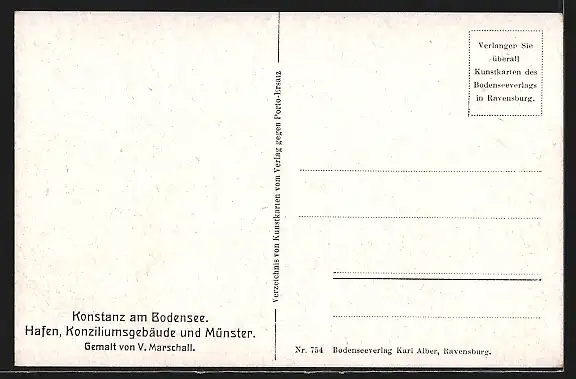 Verlangen Sie
überall
Kunstkarten des
Bodenseeverlags
in Ravensburg.
Verzeichnis von Kunstkarten vom Verlag gegen Porto-Ersatz
Konstanz am Bodensee.
Hafen, Konziliumsgebäude und Münster.
Gemalt von V. Marschall.
Nr. 754 Bodenseeverlag Karl Alber, Ravensburg.